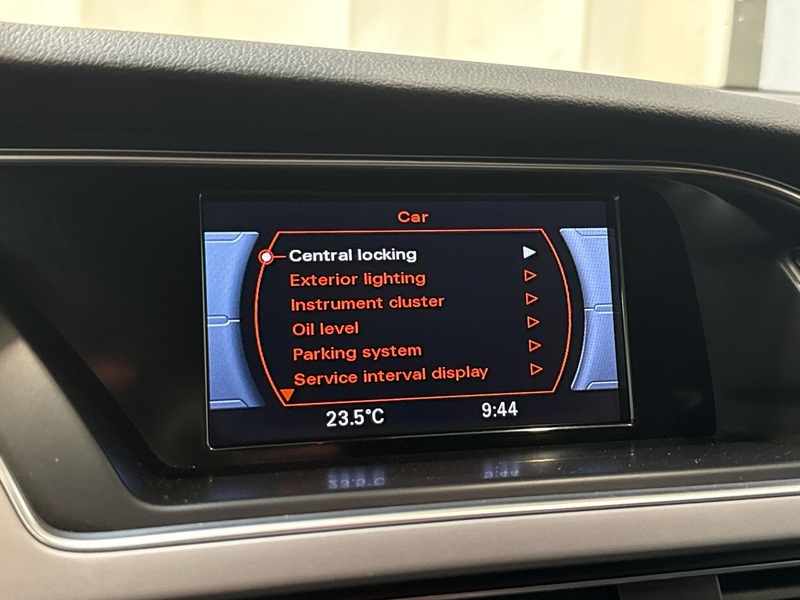 Car
Central locking
Exterior lighting
Instrument cluster
Oil level
Parking system
Service interval display
23.5°C 9:44